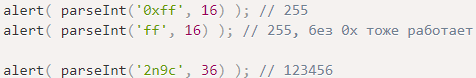 alert( parseInt('0xff', 16) ); // 255
alert( parseInt('ff', 16) ); // 255, без 0x тоже работает
alert( parseInt('2n9c', 36) ); // 123456